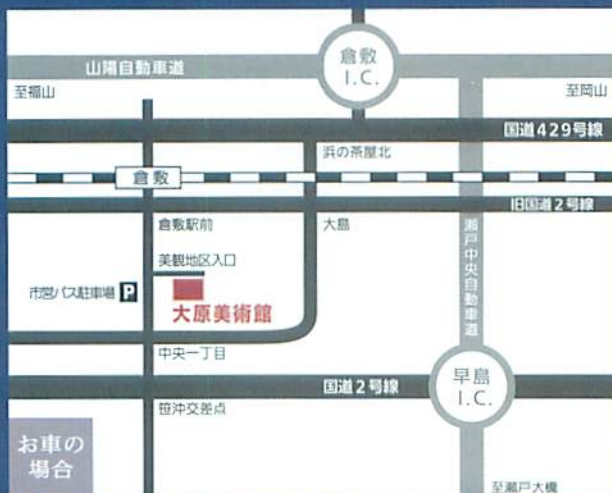 倉敷
I.C.
山陽自動車道
至福山
至岡山
国道429号線
浜の茶屋北
倉敷
旧国道2号線
倉敷駅前
大島
美観地区入口
瀬戸中央自動車道
市営バス駐車場 P
大原美術館
中央一丁目
国道2号線
早島
I.C.
笹沖交差点
お車の
場合
至瀬戸大橋